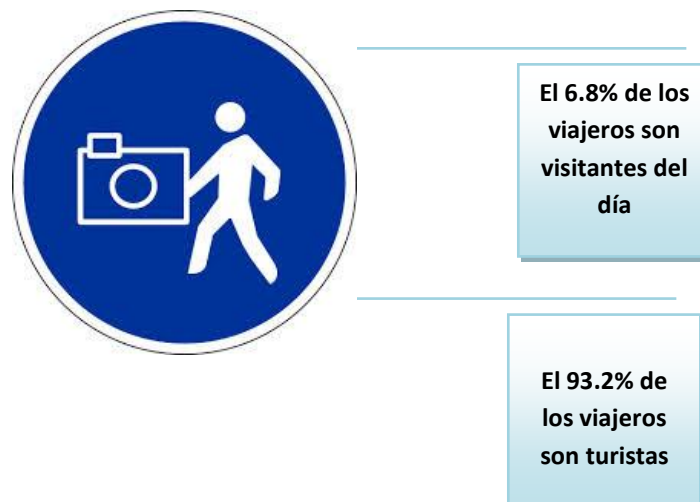 El 6.8% de los
viajeros son
visitantes del
día
El 93.2% de
los viajeros
son turistas